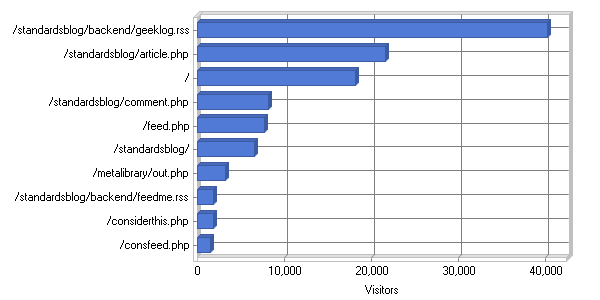 /standardsblog/backend/geeklog.rss
/standardsblog/article.php
/
/standardsblog/comment.php
/feed.php
/standardsblog/
/metalibrary/out.php
/standardsblog/backend/feedme.rss
/considerthis.php
/consfeed.php
0 10,000 20,000 30,000 40,000
Visitors